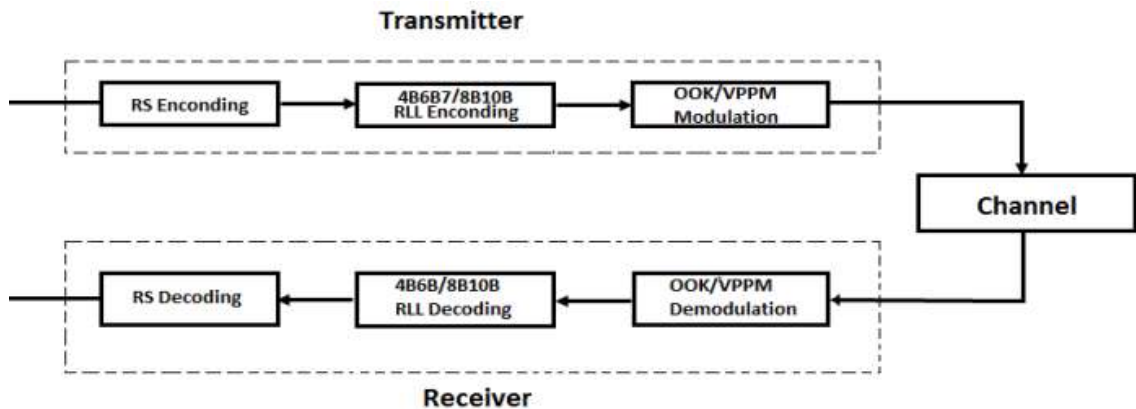 Transmitter
RS Enconding
4B6B7/8B10B
RLL Enconding
OOK/VPPM
Modulation
Channel
RS Decoding
4B6B/8B10B
RLL Decoding
OOK/VPPM
Demodulation
Receiver